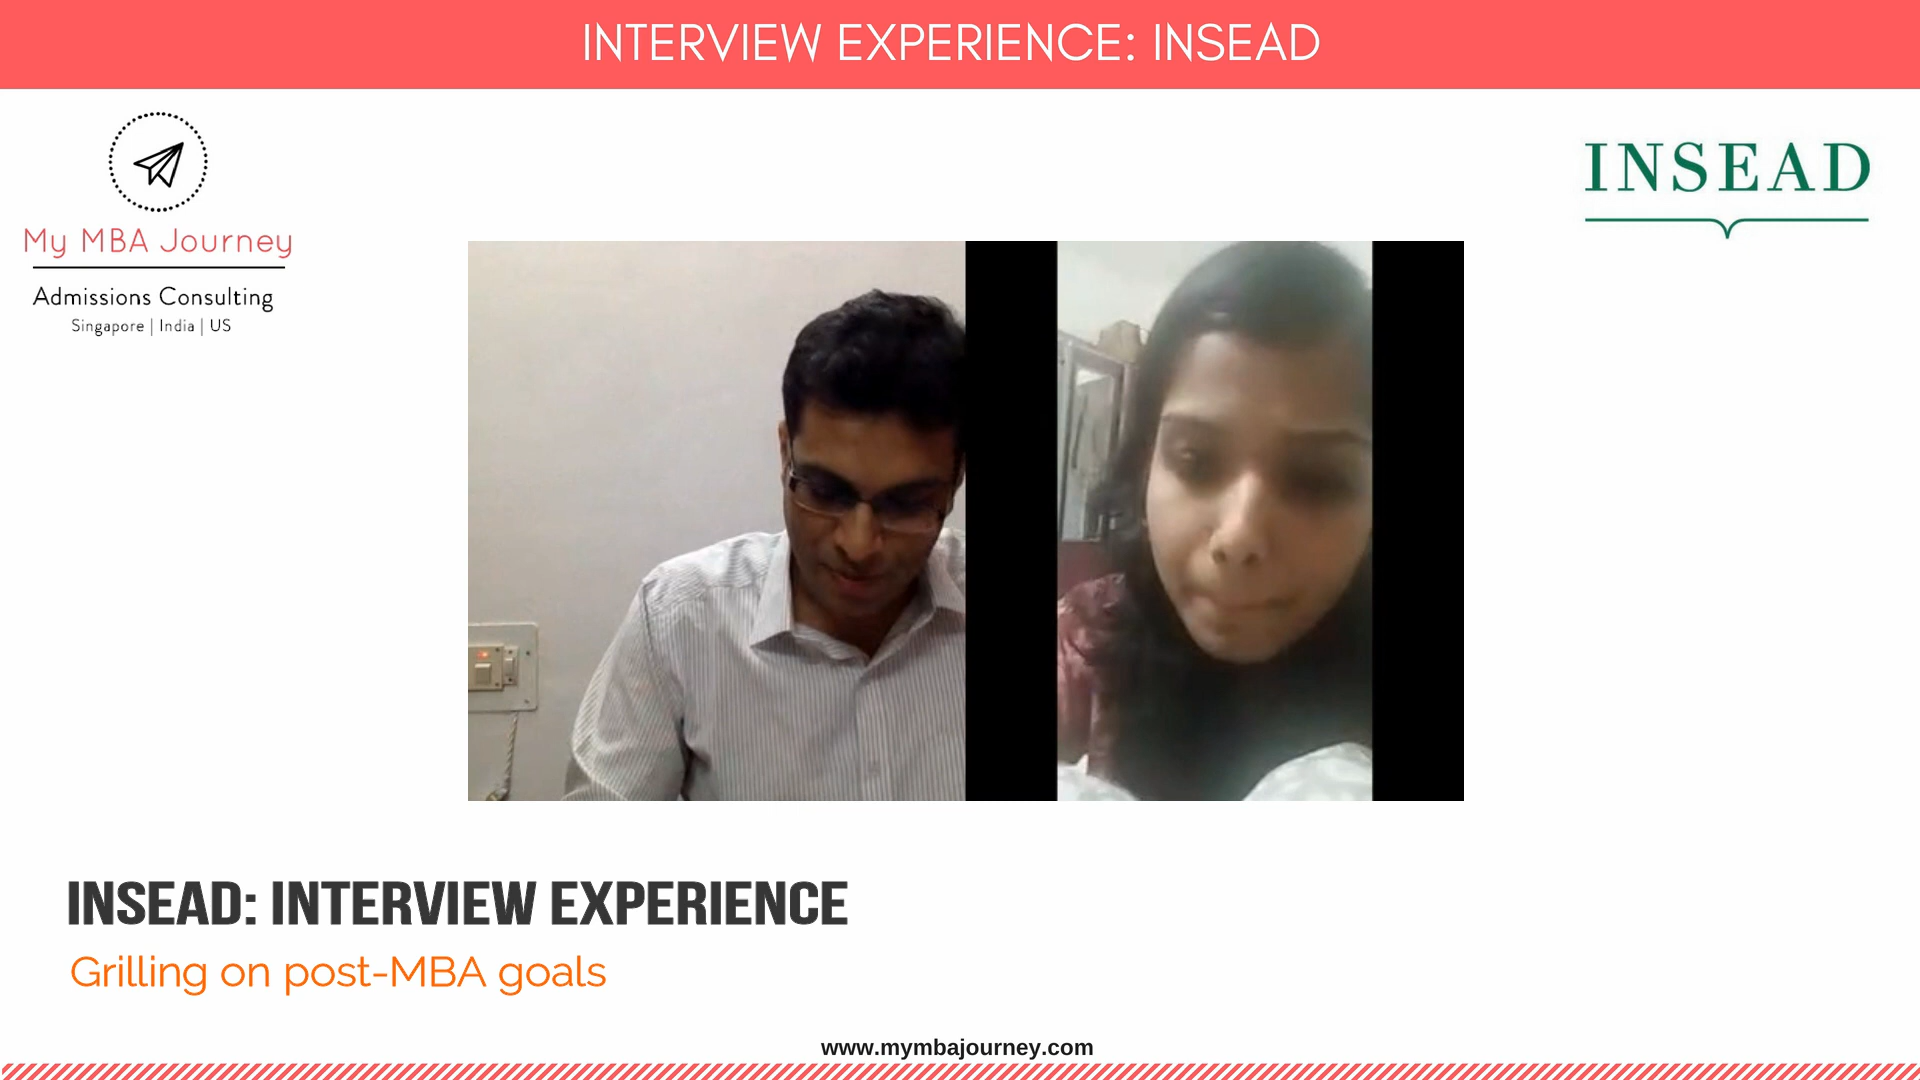 INTERVIEW EXPERIENCE: INSEAD
My MBA Journey
Admissions Consulting
Singapore | India | US
INSEAD
INSEAD: INTERVIEW EXPERIENCE
Grilling on post-MBA goals
www.mymbajourney.com